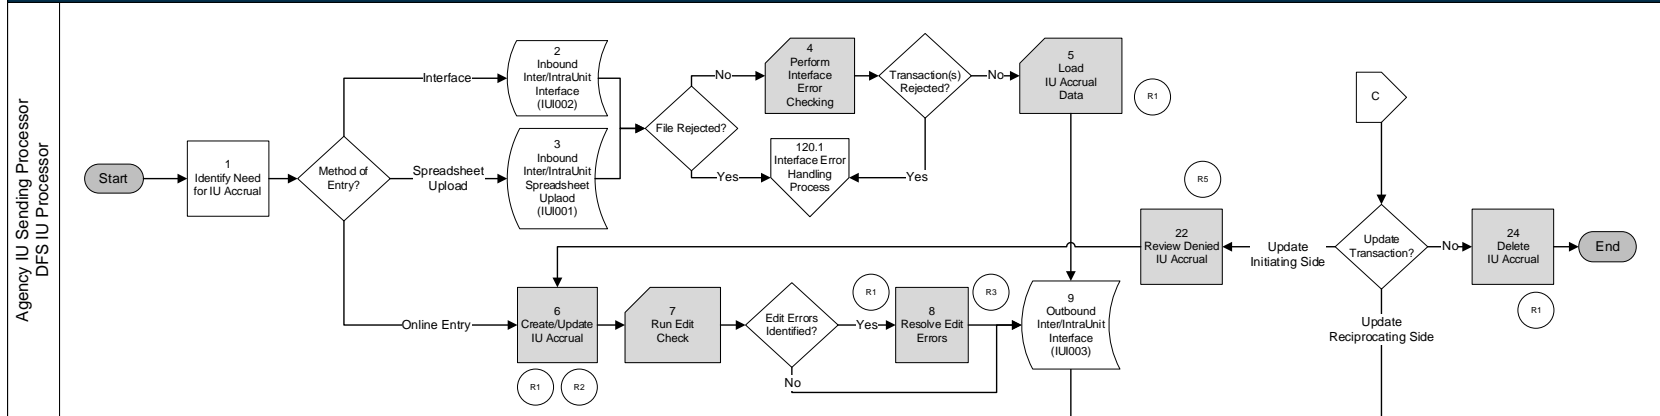 Agency IU Sending Processor
DFS IU Processor
Start
1
Identify Need
for IU Accrual
Method of
Entry?
Interface
Spreadsheet
Upload
Online Entry
2
Inbound
Inter/IntraUnit
Interface
(IUI002)
3
Inbound
Inter/IntraUnit
Spreadsheet
Uplaod
(IUI001)
File Rejected?
No
Yes
4
Perform
Interface
Error
Checking
120.1
Interface Error
Handling
Process
Transaction(s)
Rejected?
No
Yes
5
Load
IU Accrual
Data
R1
6
Create/Update
IU Accrual
R1
R2
7
Run Edit
Check
Edit Errors
Identified?
Yes
No
R1
8
Resolve Edit
Errors
R3
9
Outbound
Inter/IntraUnit
Interface
(IUI003)
C
R5
22
Review Denied
IU Accrual
Update
Initiating Side
Update
Transaction?
No
Update
Reciprocating Side
24
Delete
IU Accrual
R1
End